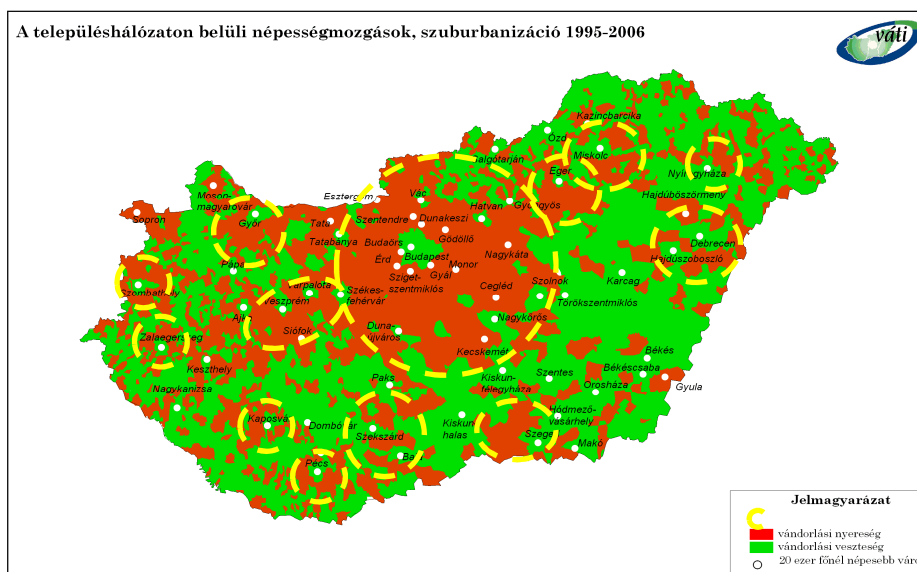 A településhálózaton belüli népességmozgások, szuburbanizáció 1995-2006
váti
Kazincbarcika
Ózd
Miskolc
Salgótarján
Eger
Nyíregyháza
Moson-
magyaróvár
Esztergom
Vác
Gyöngyös
Hajdúböszörmény
Sopron
Győr
Tata
Szentendre
Dunakeszi
Hatvan
Tatabánya
Budaörs
Gödöllő
Debrecen
Nagykáta
Érd
Budapest
Monor
Hajdúszoboszló
Pápa
Gyál
Sziget-
szentmiklós
Szombathely
Várpalota
Székes-
fehérvár
Cegléd
Szolnok
Karcag
Veszprém
Törökszentmiklós
Ajka
Nagykőrös
Siófok
Duna-
újváros
Zalaegerszeg
Kecskemét
Békés
Keszthely
Békéscsaba
Paks
Kiskun-
félegyháza
Szentes
Orosháza
Gyula
Nagykanizsa
Kaposvá
Dombóvár
Szekszárd
Kiskun
halas
Hódmező-
vásárhely
Szege
Makó
Baja
Pécs
Jelmagyarázat
vándorlási nyereség
vándorlási veszteség
20 ezer főnél népesebb váro